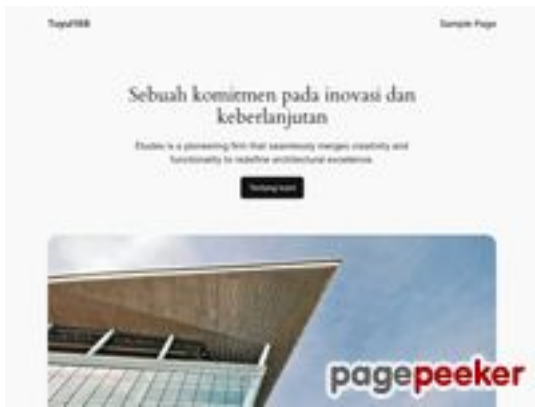 Tuyul188
Sample Page
Sebuah komitmen pada inovasi dan
keberlanjutan
Études is a pioneering firm that seamlessly merges creativity and
functionality to redefine architectural excellence.
Tentang kami
pagepeeker